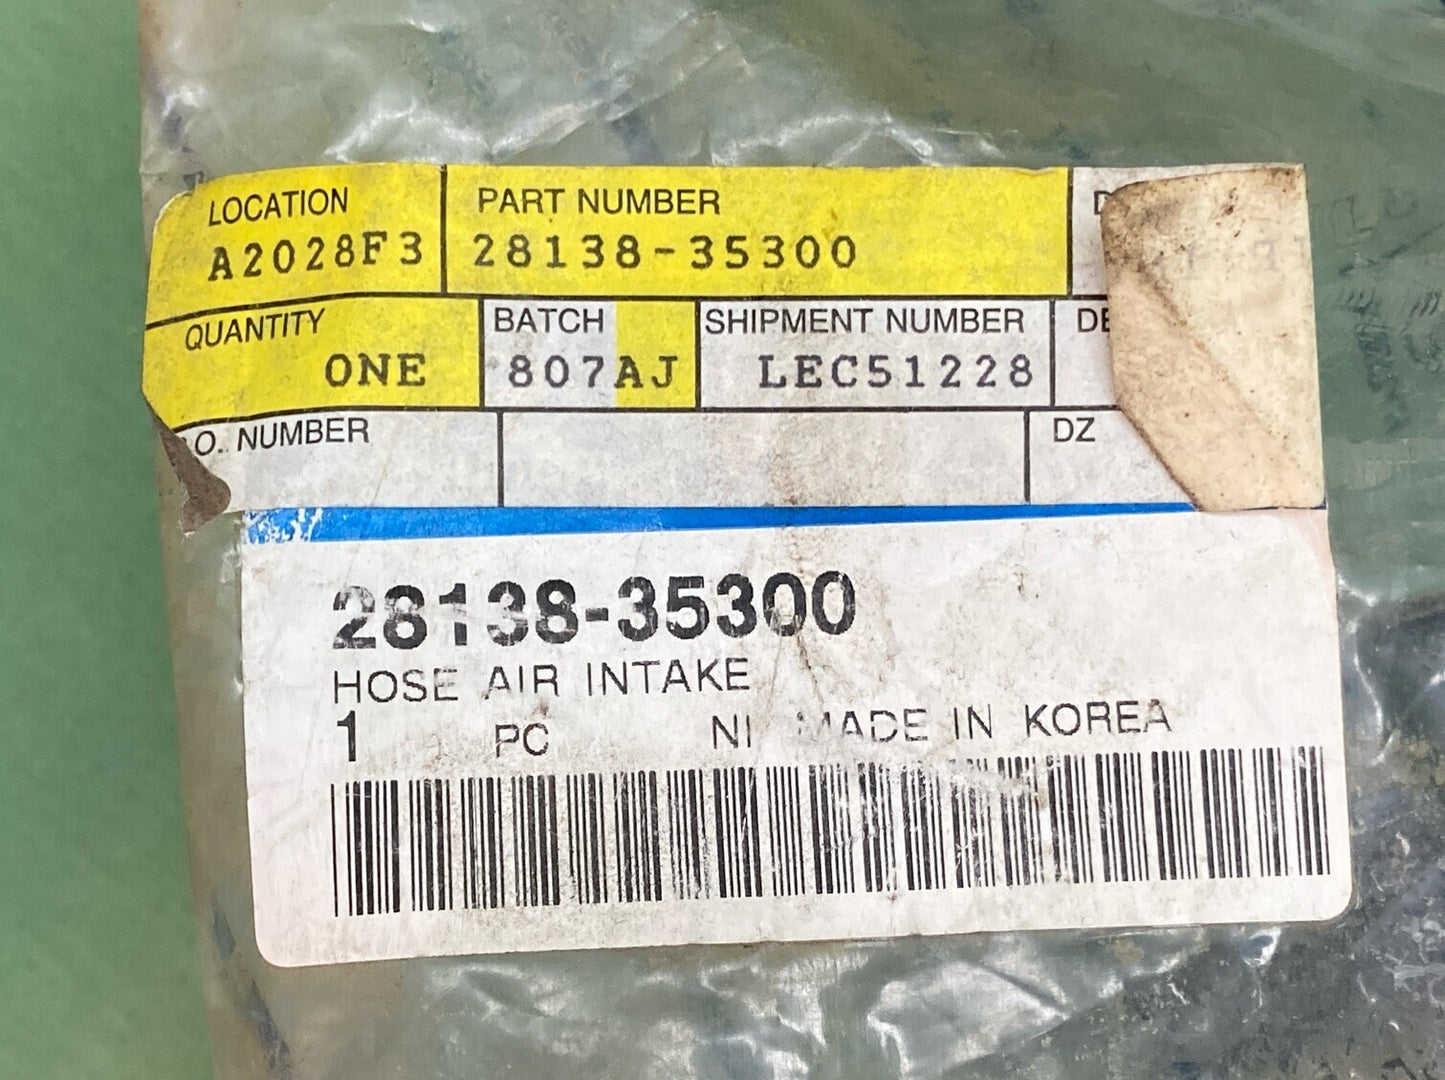 LOCATION PART NUMBER
A2028F3 28138-35300
QUANTITY BATCH SHIPMENT NUMBER
ONE 807AJ LEC51228
O. NUMBER DZ
28138-35300
HOSE AIR INTAKE
1 PC NI MADE IN KOREA